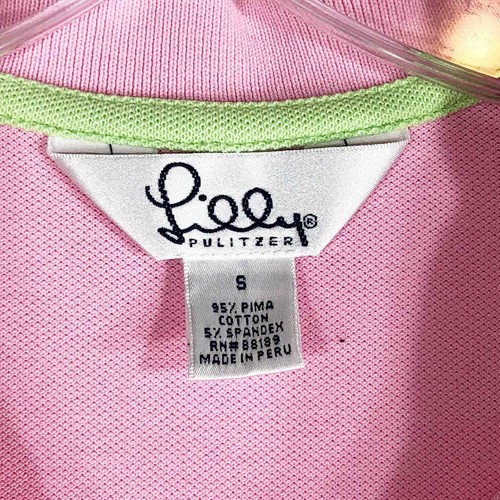 Lilly®
PULITZER
S
95% PIMA
COTTON
5% SPANDEX
RN# 88189
MADE IN PERU